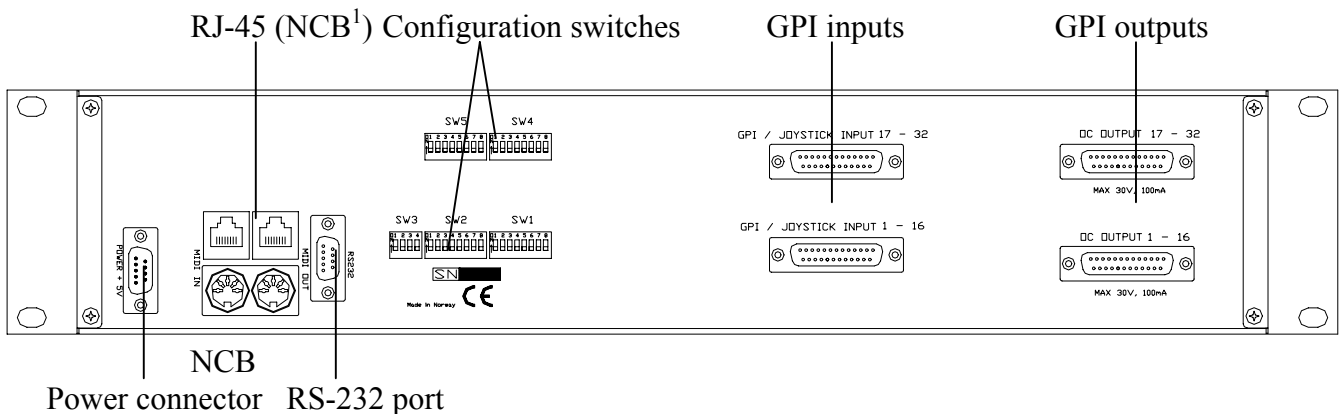 RJ-45 (NCB¹) Configuration switches GPI inputs GPI outputs
SW5 SW4
1 2 3 4 5 6 7 8 1 2 3 4 5 6 7 8
GPI / JOYSTICK INPUT 17 - 32 DC OUTPUT 17 - 32
MAX 30V, 100mA
SW3 SW2 SW1
1 2 3 4 1 2 3 4 5 6 7 8 1 2 3 4 5 6 7 8
GPI / JOYSTICK INPUT 1 - 16 DC OUTPUT 1 - 16
MAX 30V, 100mA
POWER + 5V
MIDI IN
MIDI OUT
RS232
SN
Made in Norway CE
NCB
Power connector RS-232 port